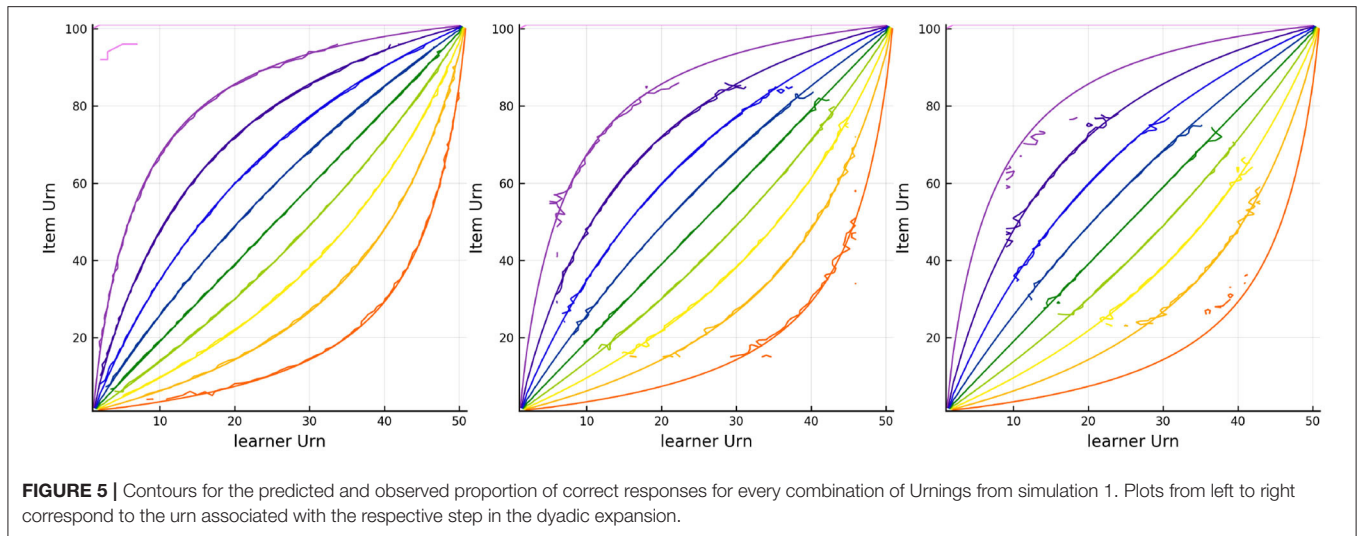 100
80
60
40
20
Item Urn
10 20 30 40 50
learner Urn
100
80
60
40
20
Item Urn
10 20 30 40 50
learner Urn
100
80
60
40
20
Item Urn
10 20 30 40 50
learner Urn
FIGURE 5 | Contours for the predicted and observed proportion of correct responses for every combination of Urnings from simulation 1. Plots from left to right
correspond to the urn associated with the respective step in the dyadic expansion.